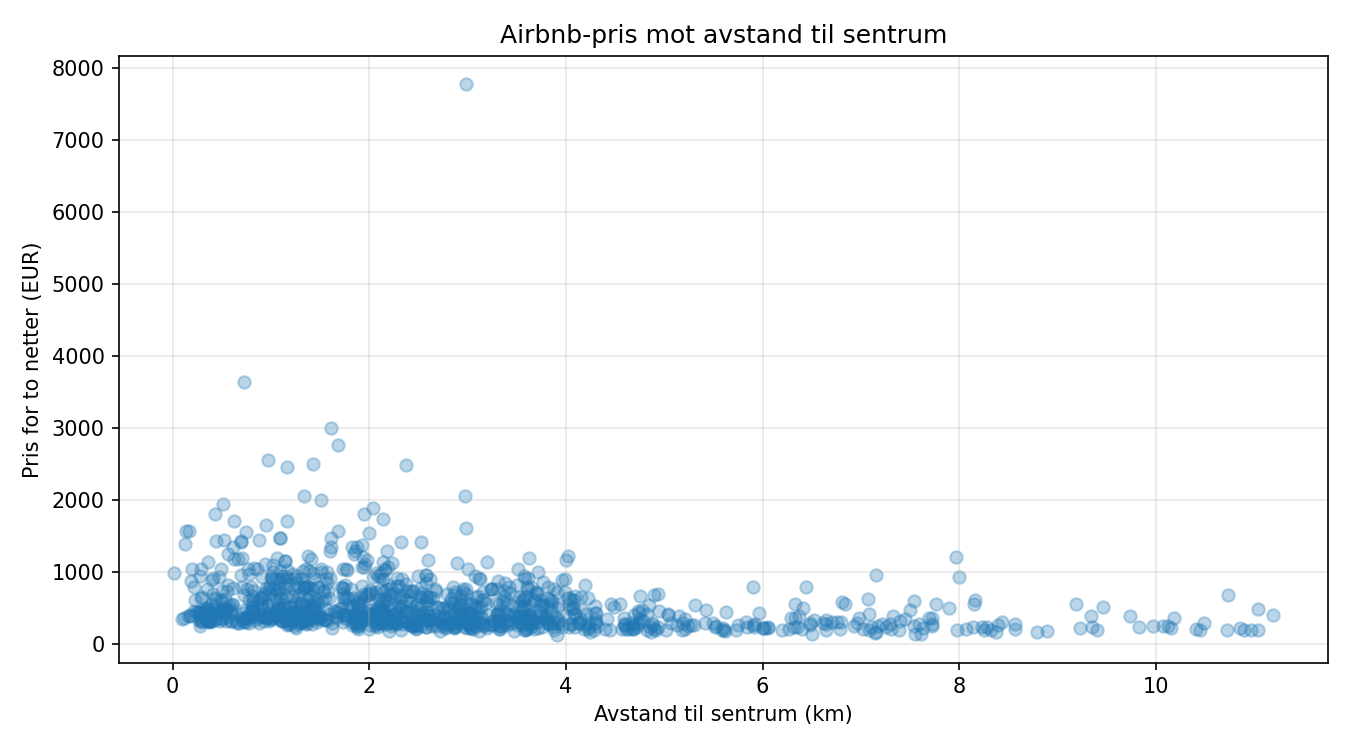 Airbnb-pris mot avstand til sentrum
Pris for to netter (EUR)
8000
7000
6000
5000
4000
3000
2000
1000
0
0 2 4 6 8 10
Avstand til sentrum (km)